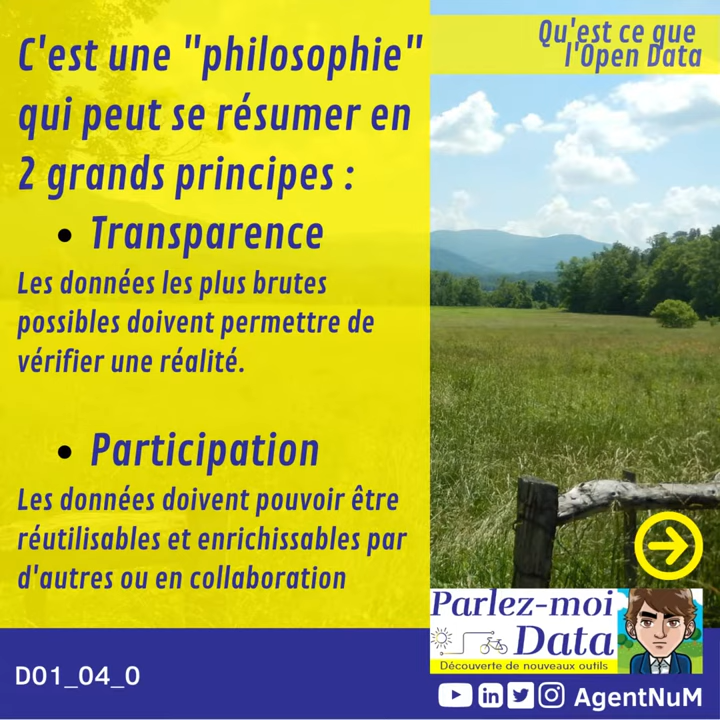 C'est une "philosophie"
qui peut se résumer en
2 grands principes :
• Transparence
Les données les plus brutes
possibles doivent permettre de
vérifier une réalité.
• Participation
Les données doivent pouvoir être
réutilisables et enrichissables par
d'autres ou en collaboration
Qu'est ce que
l'Open Data
Parlez-moi
Data
Découverte de nouveaux outils
D01_04_0
in AgentNuM